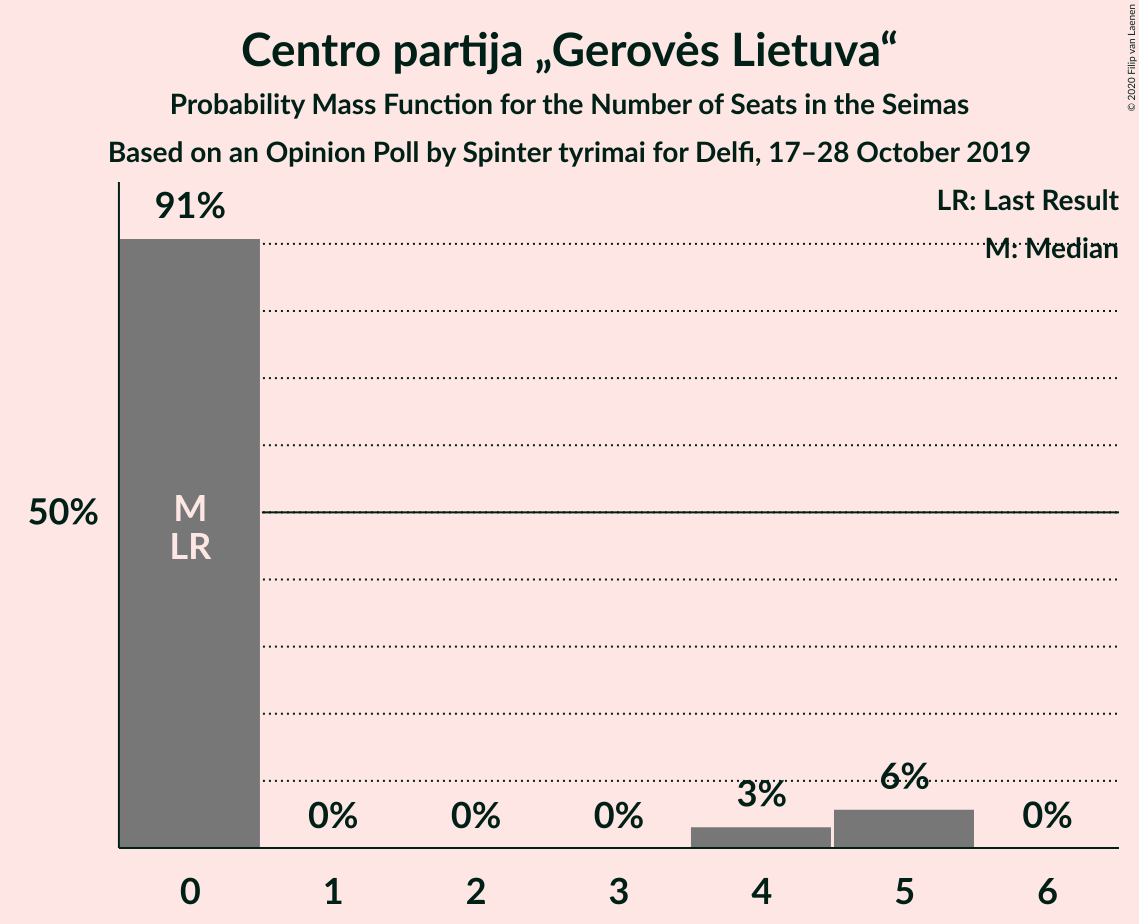 Centro partija „Gerovės Lietuva“
Probability Mass Function for the Number of Seats in the Seimas
Based on an Opinion Poll by Spinter tyrimai for Delfi, 17–28 October 2019
© 2020 Filip van Laenen
LR: Last Result
M: Median
91%
50%
M
LR
0%
0%
0%
3%
6%
0%
0
1
2
3
4
5
6